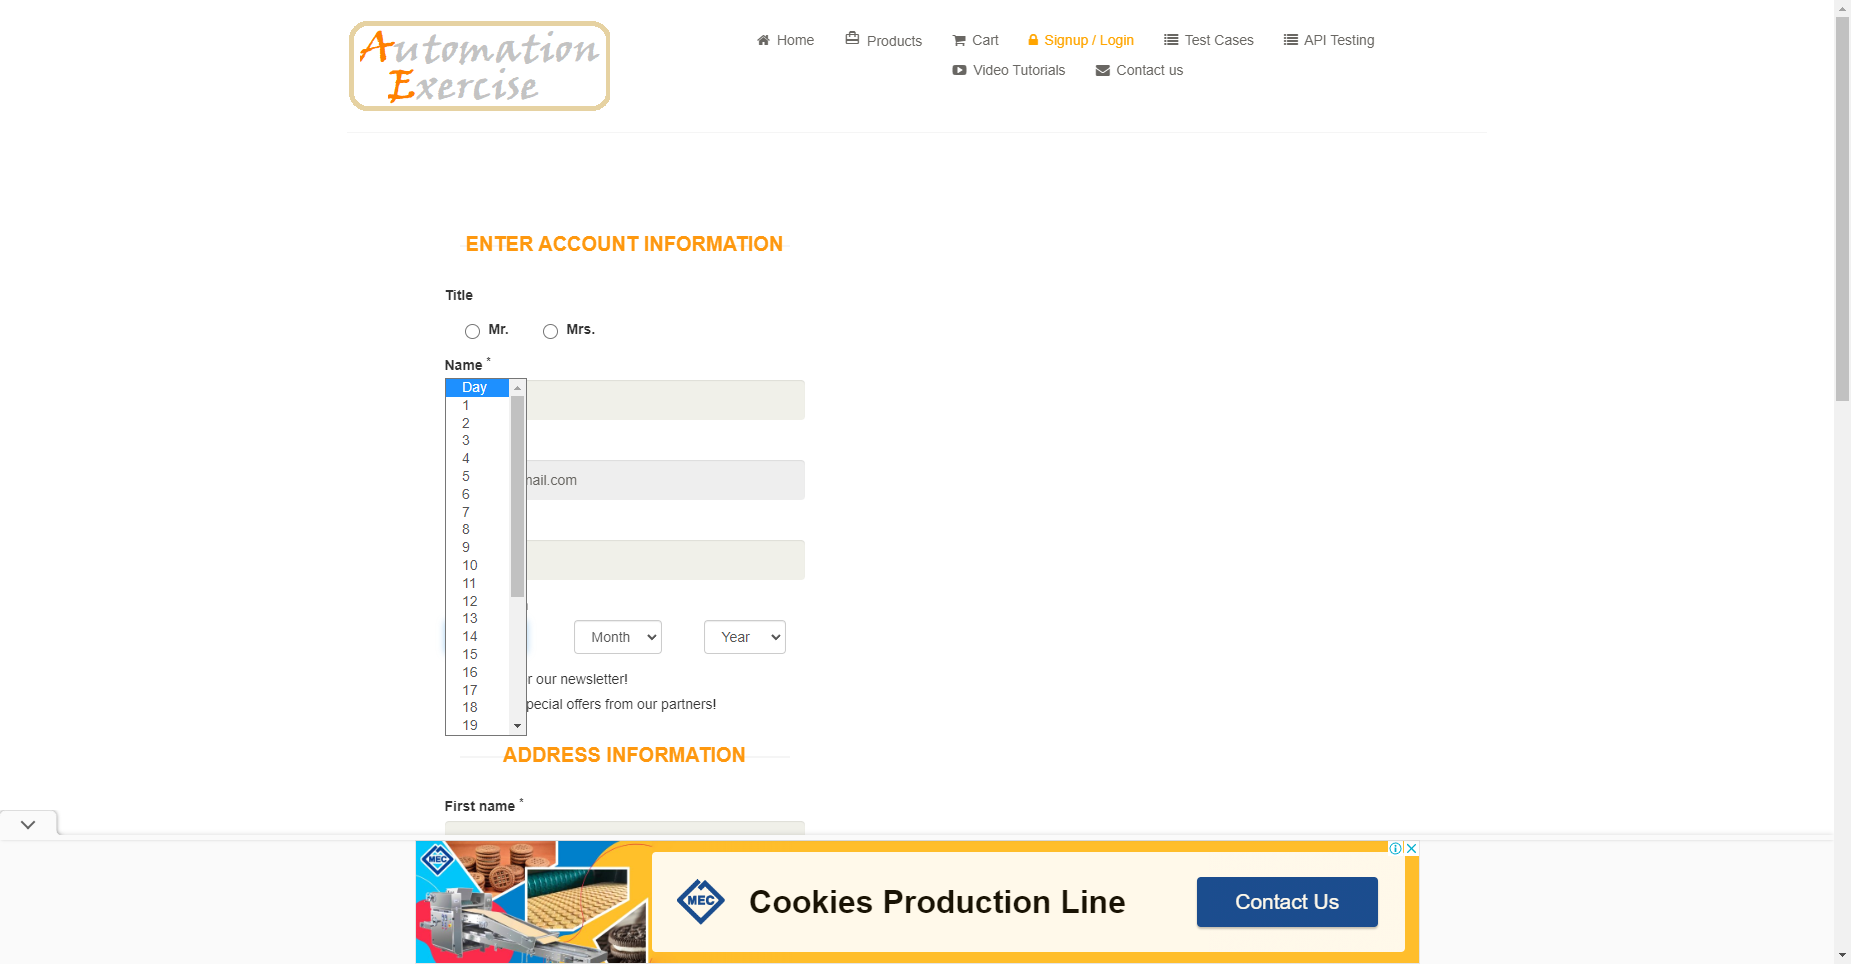 Automation
Exercise
Home
Products
Cart
Signup / Login
Test Cases
API Testing
Video Tutorials
Contact us
ENTER ACCOUNT INFORMATION
Title
Mr.
Mrs.
Name *
Day
1
2
3
4
5
6
7
8
9
10
11
12
13
14
15
16
17
18
19
mail.com
Month
Year
r our newsletter!
pecial offers from our partners!
ADDRESS INFORMATION
First name *
MEC
MEC
Cookies Production Line
Contact Us